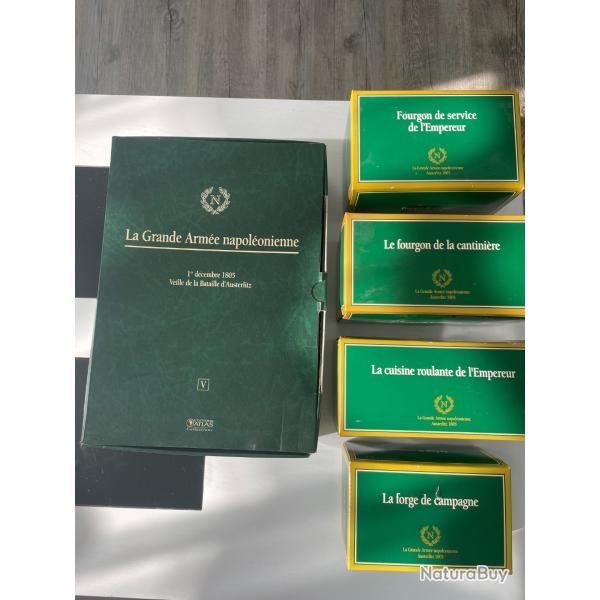 N
La Grande Armée napoléonienne
1er décembre 1805
Veille de la Bataille d'Austerlitz
V
ATLAS
Fourgon de service
de l'Empereur
N
La Grande Armée napoléonienne
Austerlitz 1805
Le fourgon de la cantinière
N
La Grande Armée napoléonienne
Austerlitz 1805
La cuisine roulante de l'Empereur
N
La Grande Armée napoléonienne
Austerlitz 1805
La forge de campagne
N
La Grande Armée napoléonienne
Austerlitz 1805
NaturaBuy